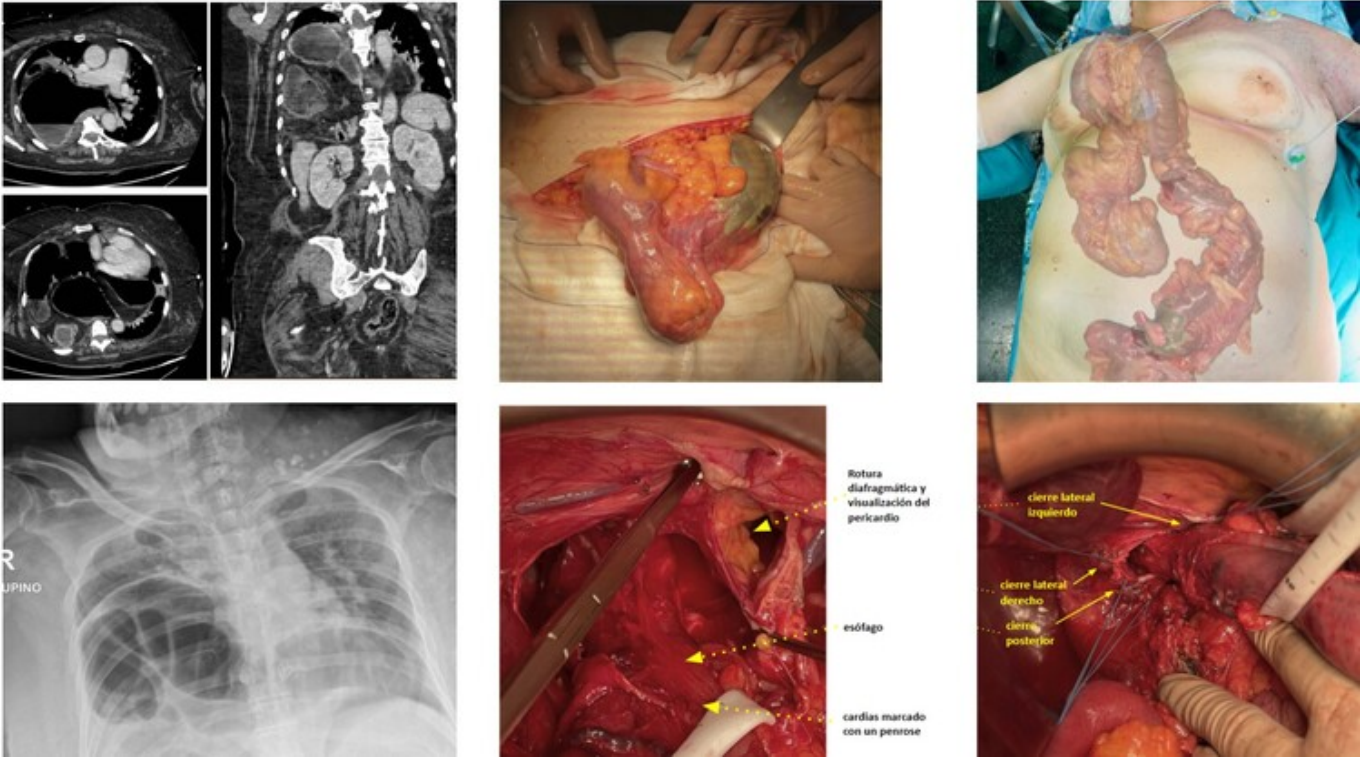 R
UPINO
Rotura
diafragmática y
visualización del
pericardio
esófago
cardias marcado
con un penrose
cierre lateral
izquierdo
cierre lateral
derecho
cierre
posterior